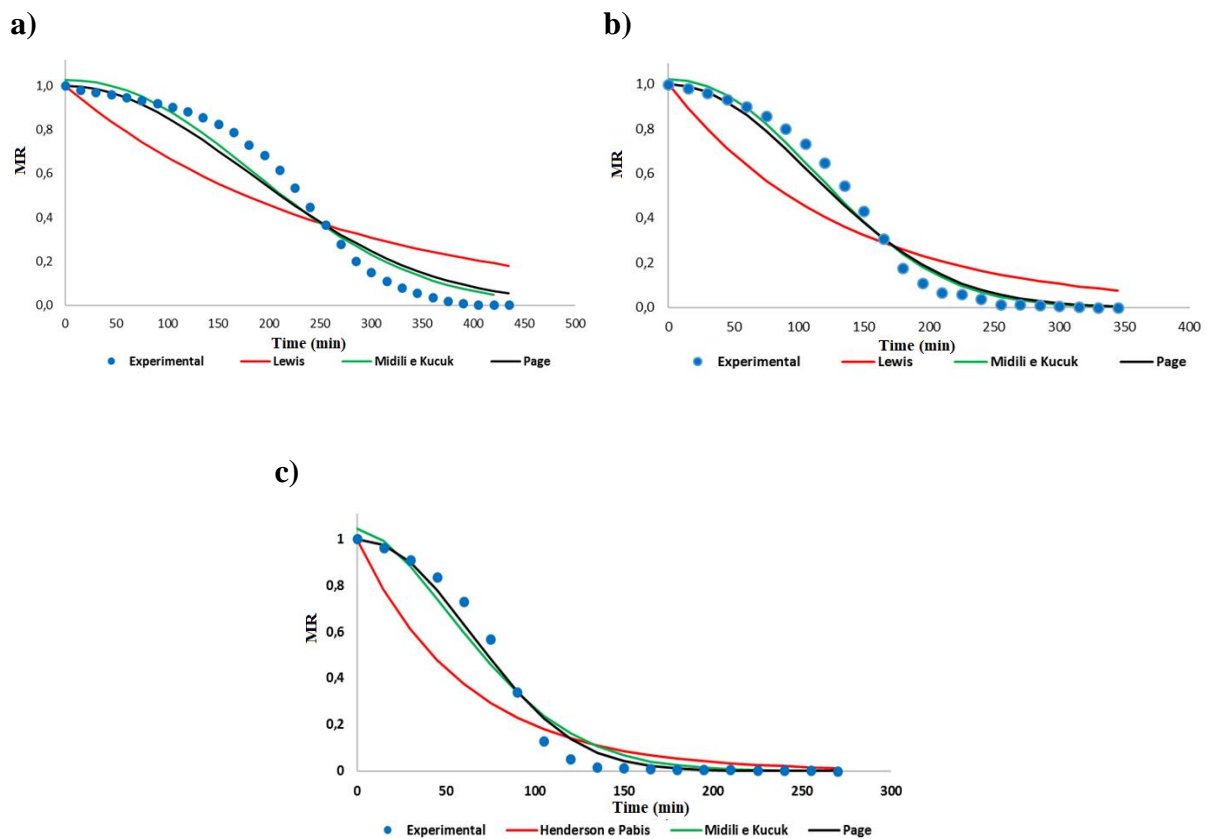 a)
MR
1,0
0,8
0,6
0,4
0,2
0,0
0 50 100 150 200 250 300 350 400 450 500
Time (min)
Experimental Lewis Midili e Kucuk Page
b)
MR
1,0
0,8
0,6
0,4
0,2
0,0
0 50 100 150 200 250 300 350 400
Time (min)
Experimental Lewis Midili e Kucuk Page
c)
MR
1
0,8
0,6
0,4
0,2
0
0 50 100 150 200 250 300
Time (min)
Experimental Henderson e Pabis Midili e Kucuk Page